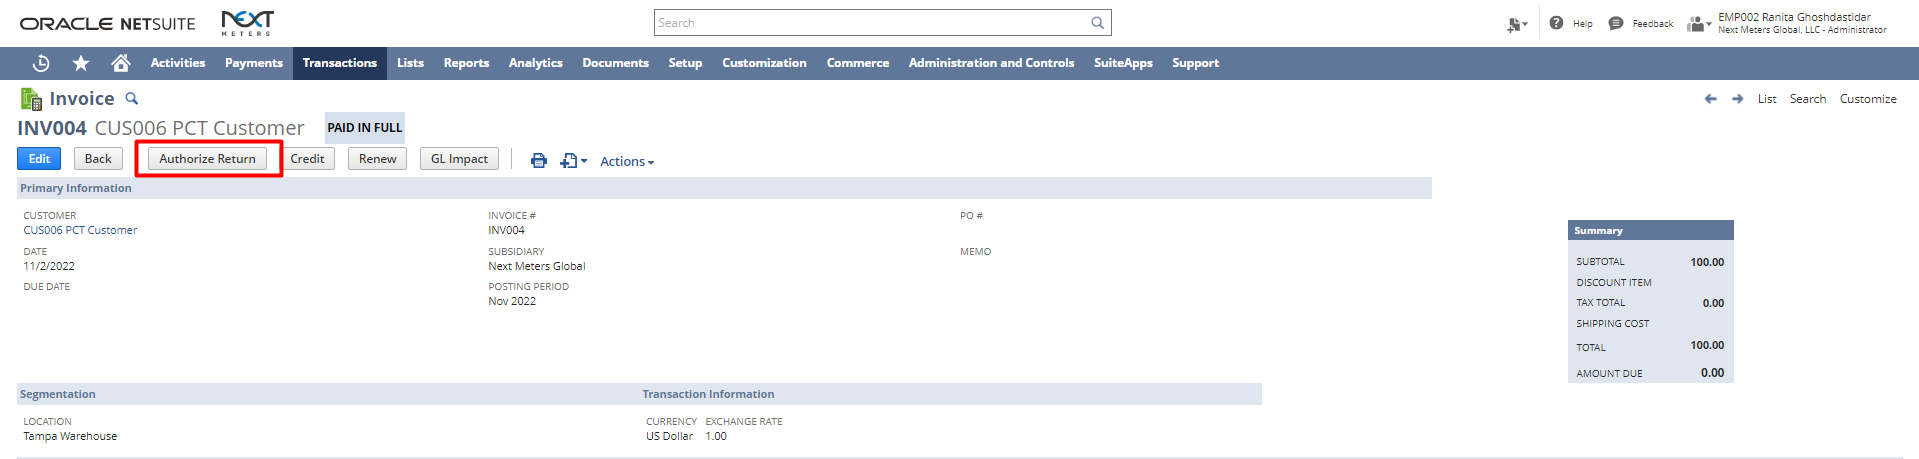 ORACLE NETSUITE
NEXT
METERS
Search
Help
Feedback
EMP002 Ranita Ghoshdastidar
Next Meters Global, LLC - Administrator
Activities Payments Transactions Lists Reports Analytics Documents Setup Customization Commerce Administration and Controls SuiteApps Support
Invoice
List Search Customize
INV004 CUS006 PCT Customer PAID IN FULL
Edit Back Authorize Return Credit Renew GL Impact Actions
Primary Information
CUSTOMER
CUS006 PCT Customer
DATE
11/2/2022
DUE DATE
INVOICE #
INV004
SUBSIDIARY
Next Meters Global
POSTING PERIOD
Nov 2022
PO #
MEMO
Summary
SUBTOTAL 100.00
DISCOUNT ITEM
TAX TOTAL 0.00
SHIPPING COST
TOTAL 100.00
AMOUNT DUE 0.00
Segmentation
LOCATION
Tampa Warehouse
Transaction Information
CURRENCY EXCHANGE RATE
US Dollar 1.00